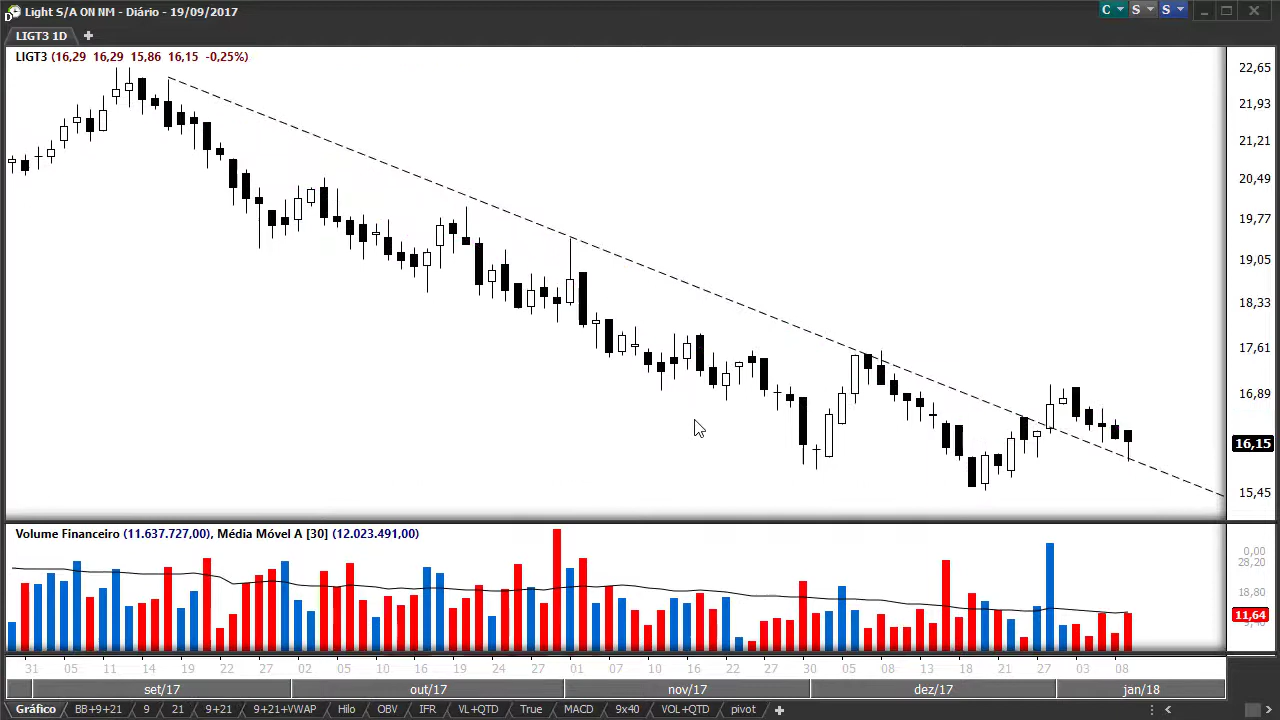 Light S/A ON NM - Diário - 19/09/2017
C S S
LIGT3 1D
LIGT3 (16,29 16,29 15,86 16,15 -0,25%)
22,65
21,93
21,21
20,49
19,77
19,05
18,33
17,61
16,89
16,15
15,45
Volume Financeiro (11.637.727,00), Média Móvel A [30] (12.023.491,00)
0,00
28,20
18,80
11,64
31 05 11 14 19 22 27 02 05 10 16 19 24 27 01 07 10 16 22 27 30 05 08 13 18 21 27 03 08
set/17 out/17 nov/17 dez/17 jan/18
Gráfico BB+9+21 9 21 9+21 9+21+VWAP Hilo OBV IFR VL+QTD True MACD 9x40 VOL+QTD pivot